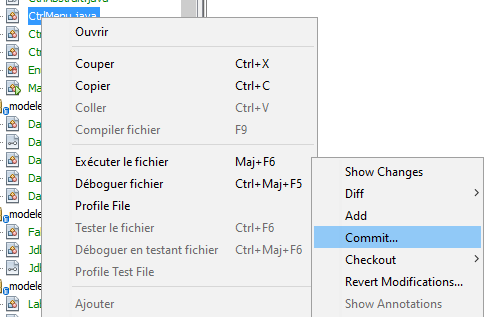 CtrlMenu.java
Ouvrir
Couper Ctrl+X
Copier Ctrl+C
Coller Ctrl+V
Compiler fichier F9
Exécuter le fichier Maj+F6
Déboguer fichier Ctrl+Maj+F5
Profile File
Tester le fichier Ctrl+F6
Déboguer en testant fichier Ctrl+Maj+F6
Profile Test File
Ajouter
Ct
Ct
En
Ma
modele
Da
Da
Da
Da
modele
Fa
Jdl
Jdl
modele
Lal
Show Changes
Diff
Add
Commit...
Checkout
Revert Modifications...
Show Annotations